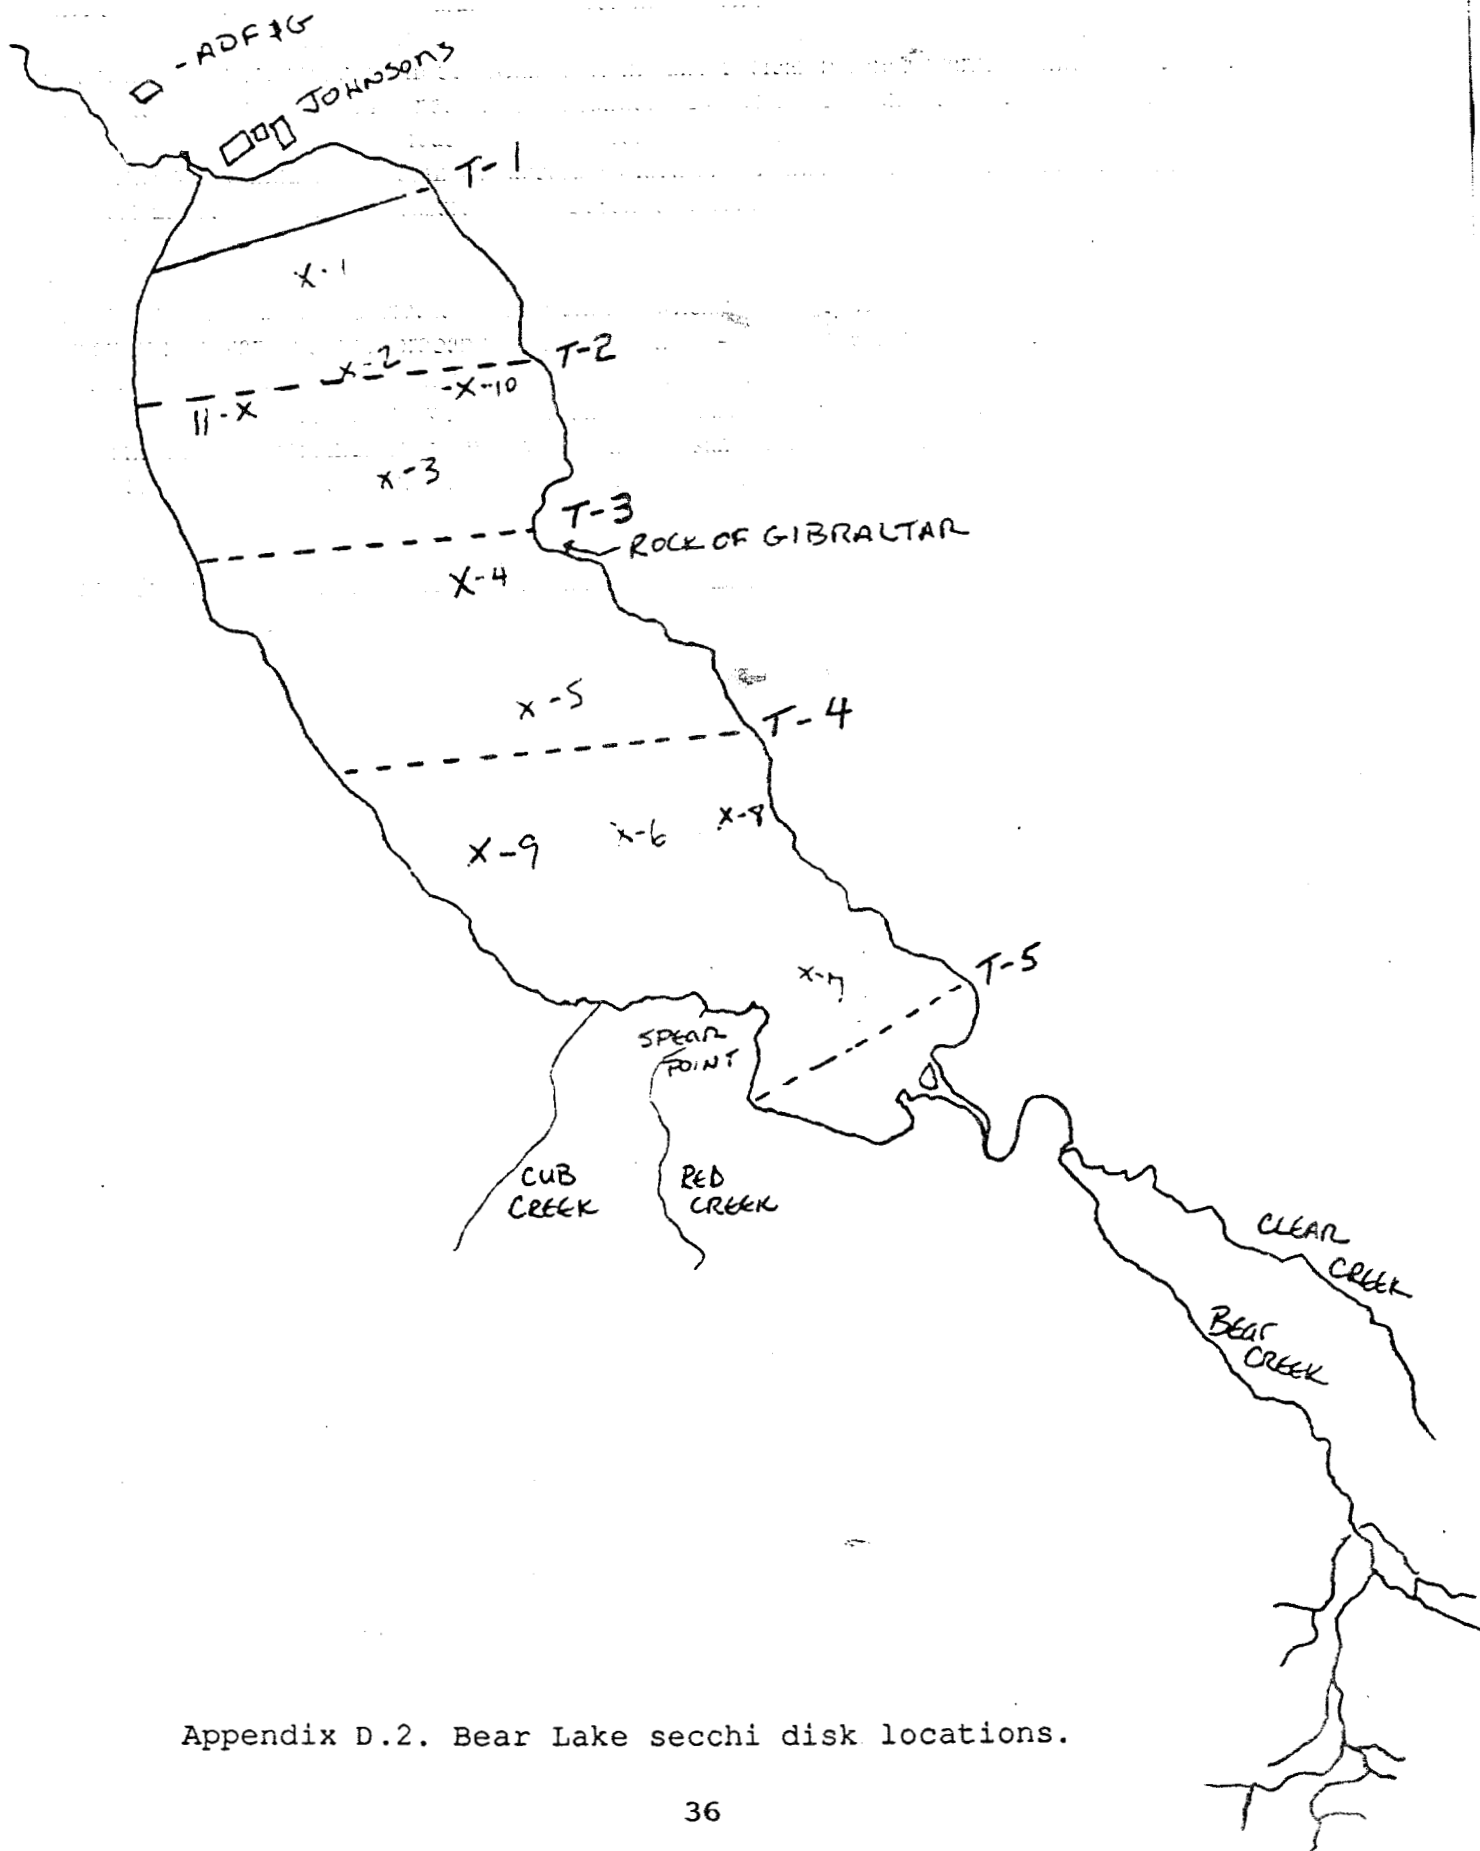 - ADF&G
JOHNSONS
T-1
X-1
T-2
X-2
-X-10
11-X
X-3
T-3
ROCK OF GIBRALTAR
X-4
X-5
T-4
X-8
X-6
X-9
T-5
X-7
SPEAR
POINT
CUB
CREEK
RED
CREEK
CLEAR
CREEK
BEar
CREEK
Appendix D.2. Bear Lake secchi disk locations.
36